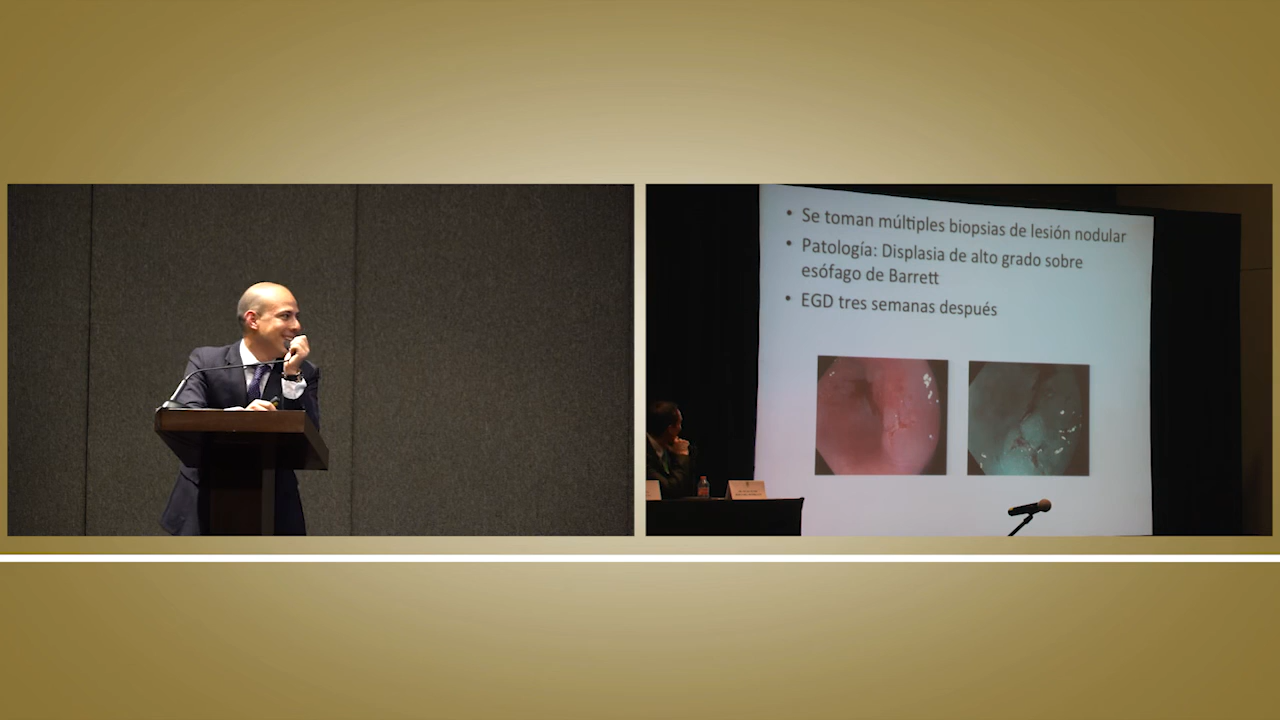 • Se toman múltiples biopsias de lesión nodular
• Patología: Displasia de alto grado sobre
esófago de Barrett
• EGD tres semanas después